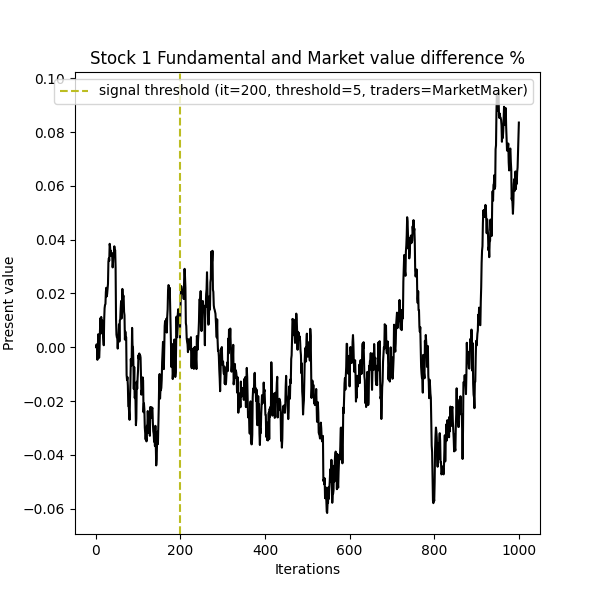 Stock 1 Fundamental and Market value difference %
signal threshold (it=200, threshold=5, traders=MarketMaker)
0.10
0.08
0.06
0.04
0.02
0.00
−0.02
−0.04
−0.06
Present value
0 200 400 600 800 1000
Iterations